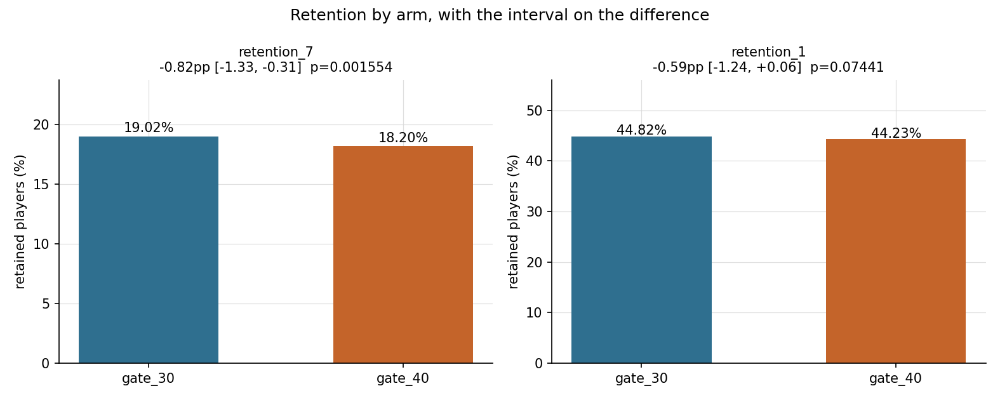 Retention by arm, with the interval on the difference
retention_7
-0.82pp [-1.33, -0.31]  p=0.001554
retained players (%)
20
15
10
5
0
19.02%
18.20%
gate_30
gate_40
retention_1
-0.59pp [-1.24, +0.06]  p=0.07441
retained players (%)
50
40
30
20
10
0
44.82%
44.23%
gate_30
gate_40